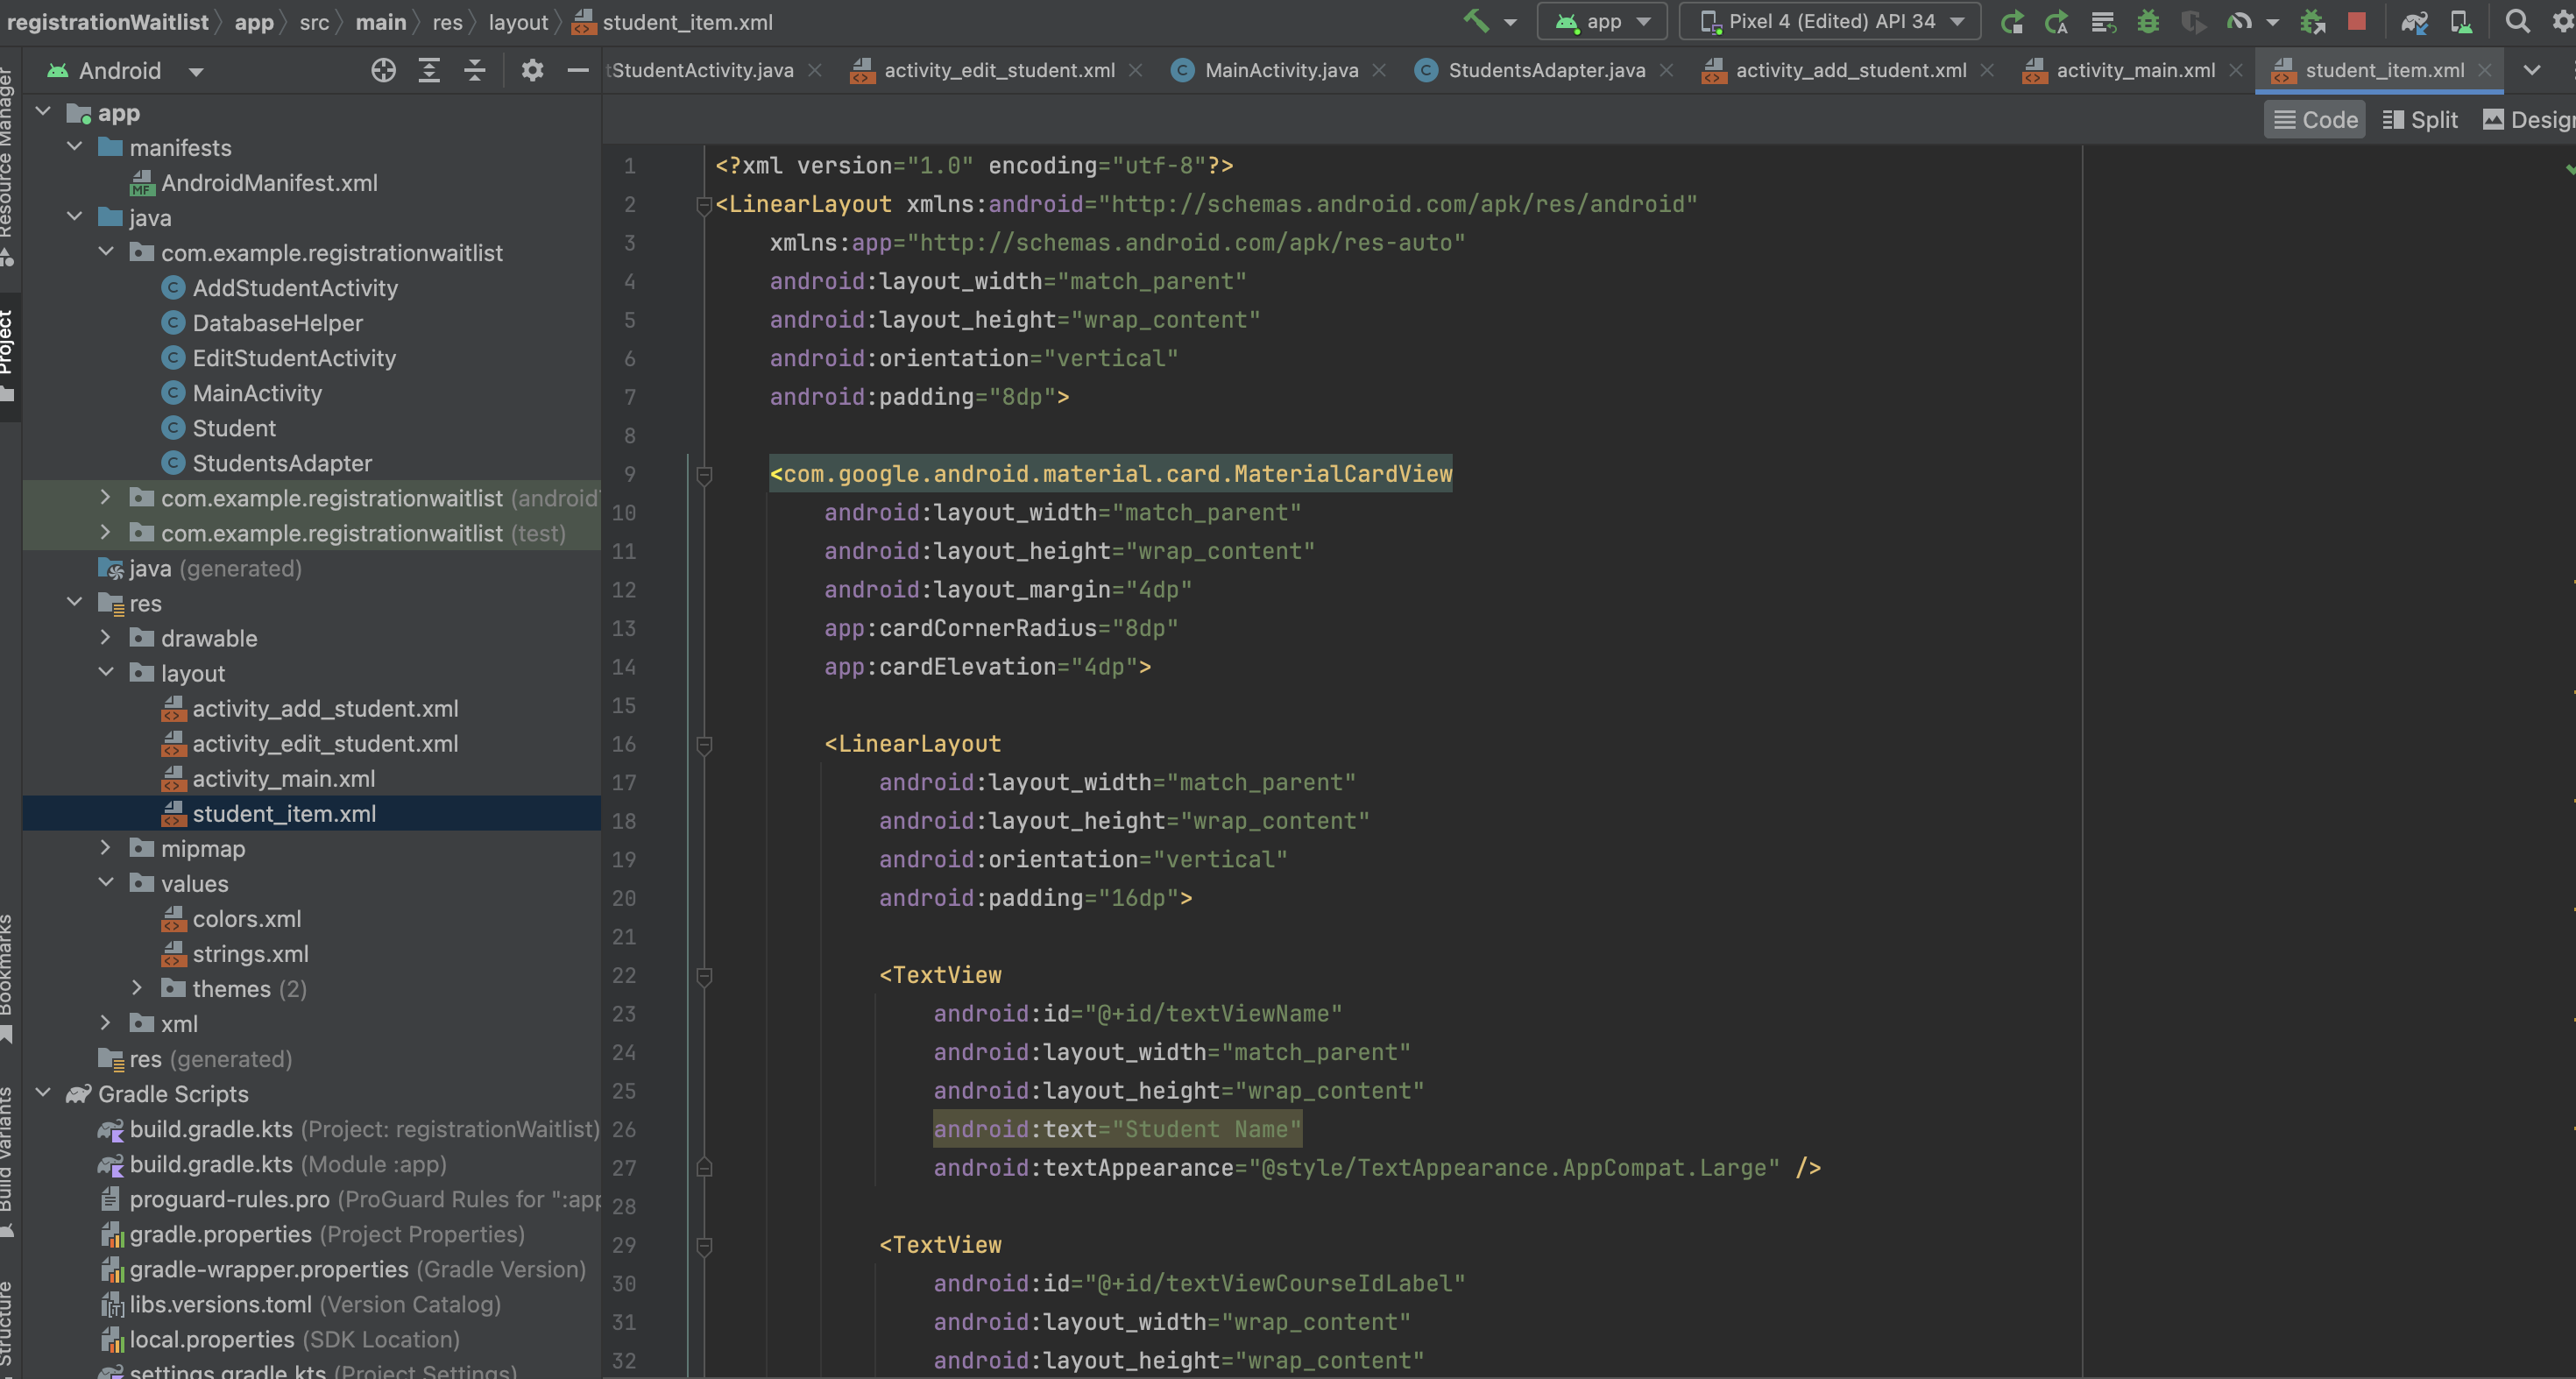 registrationWaitlist app src main res layout student_item.xml
app Pixel 4 (Edited) API 34
Android
StudentActivity.java activity_edit_student.xml MainActivity.java StudentsAdapter.java activity_add_student.xml activity_main.xml student_item.xml
Code Split Design
Resource Manager
Project
Bookmarks
Build Variants
Structure
app
manifests
AndroidManifest.xml
java
com.example.registrationwaitlist
AddStudentActivity
DatabaseHelper
EditStudentActivity
MainActivity
Student
StudentsAdapter
com.example.registrationwaitlist (android
com.example.registrationwaitlist (test)
java (generated)
res
drawable
layout
activity_add_student.xml
activity_edit_student.xml
activity_main.xml
student_item.xml
mipmap
values
colors.xml
strings.xml
themes (2)
xml
res (generated)
Gradle Scripts
build.gradle.kts (Project: registrationWaitlist)
build.gradle.kts (Module :app)
proguard-rules.pro (ProGuard Rules for ":app
gradle.properties (Project Properties)
gradle-wrapper.properties (Gradle Version)
libs.versions.toml (Version Catalog)
local.properties (SDK Location)
settings.gradle.kts (Project Settings)
1 <?xml version="1.0" encoding="utf-8"?>
2 <LinearLayout xmlns:android="http://schemas.android.com/apk/res/android"
3 xmlns:app="http://schemas.android.com/apk/res-auto"
4 android:layout_width="match_parent"
5 android:layout_height="wrap_content"
6 android:orientation="vertical"
7 android:padding="8dp">
8
9 <com.google.android.material.card.MaterialCardView
10 android:layout_width="match_parent"
11 android:layout_height="wrap_content"
12 android:layout_margin="4dp"
13 app:cardCornerRadius="8dp"
14 app:cardElevation="4dp">
15
16 <LinearLayout
17 android:layout_width="match_parent"
18 android:layout_height="wrap_content"
19 android:orientation="vertical"
20 android:padding="16dp">
21
22 <TextView
23 android:id="@+id/textViewName"
24 android:layout_width="match_parent"
25 android:layout_height="wrap_content"
26 android:text="Student Name"
27 android:textAppearance="@style/TextAppearance.AppCompat.Large" />
28
29 <TextView
30 android:id="@+id/textViewCourseIdLabel"
31 android:layout_width="wrap_content"
32 android:layout_height="wrap_content"